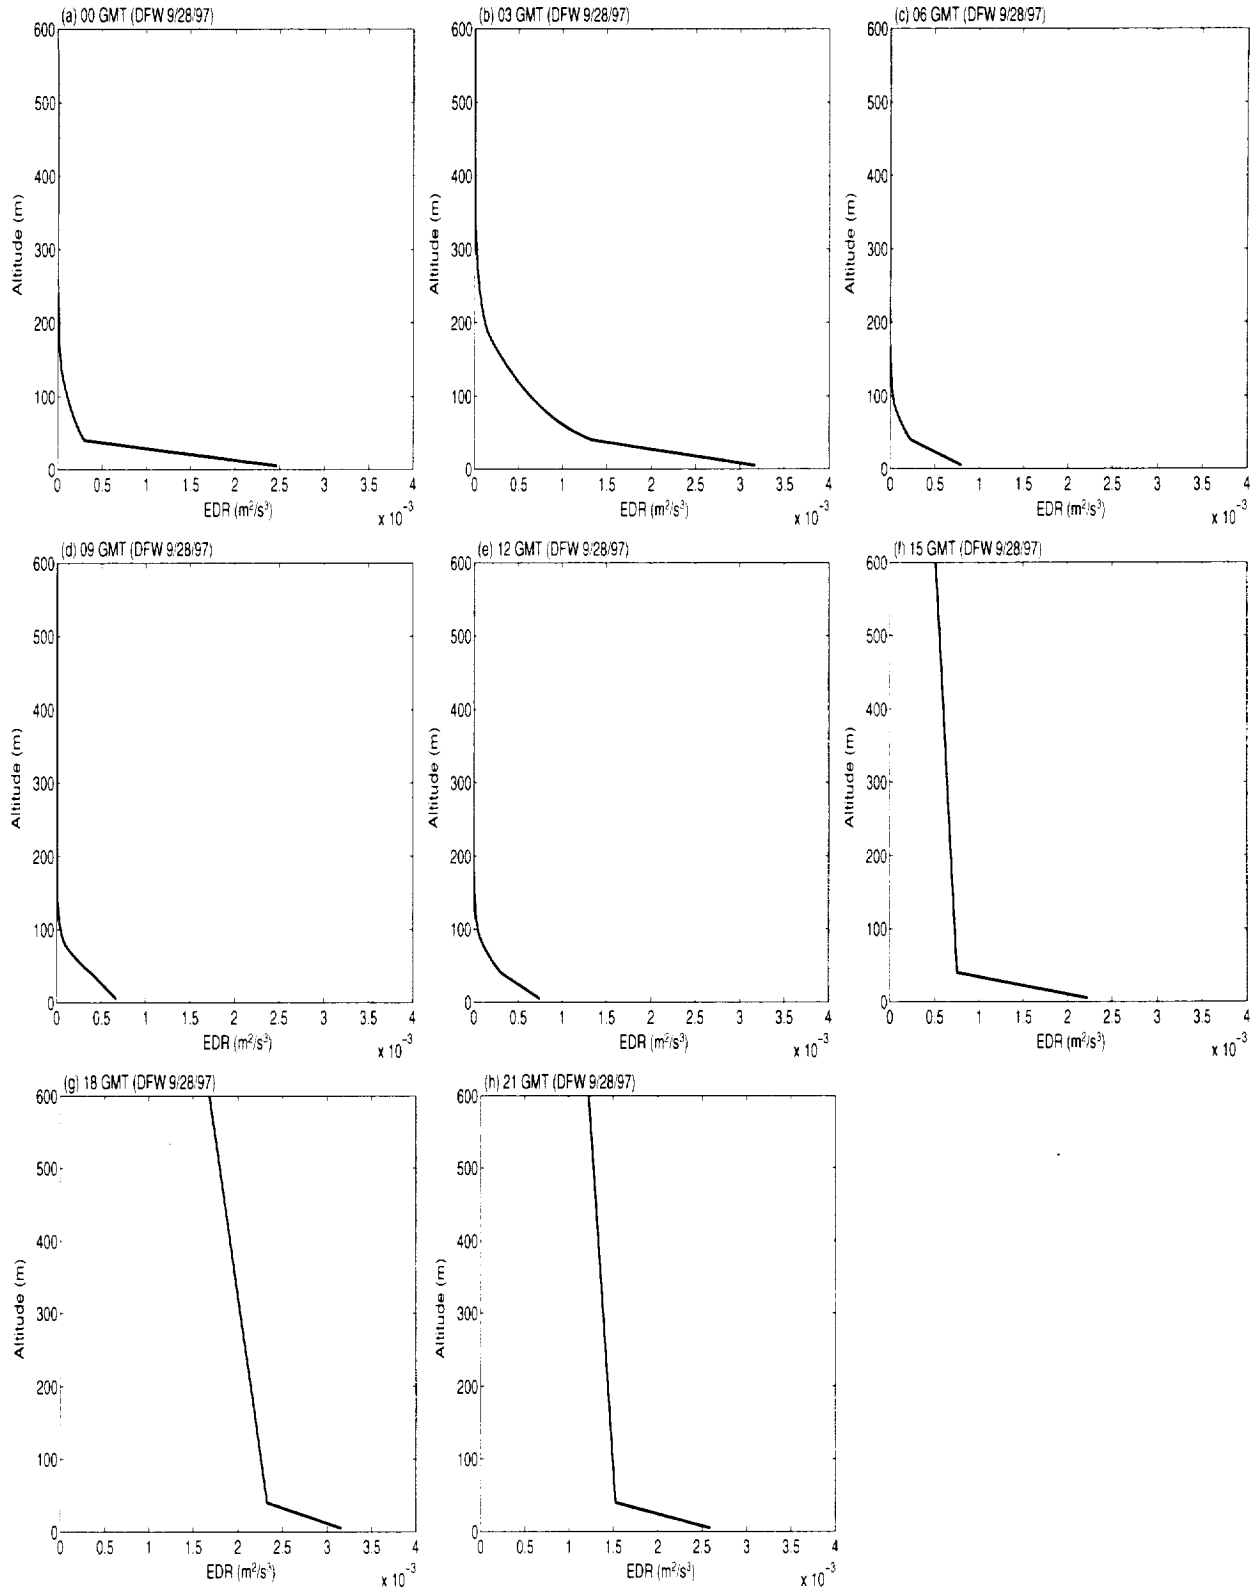 (a) 00 GMT (DFW 9/28/97)
600
500
400
300
200
100
0
Altitude (m)
0 0.5 1 1.5 2 2.5 3 3.5 4
EDR (m²/s³)
x 10⁻³
(b) 03 GMT (DFW 9/28/97)
600
500
400
300
200
100
0
Altitude (m)
0 0.5 1 1.5 2 2.5 3 3.5 4
EDR (m²/s³)
x 10⁻³
(c) 06 GMT (DFW 9/28/97)
600
500
400
300
200
100
0
Altitude (m)
0 0.5 1 1.5 2 2.5 3 3.5 4
EDR (m²/s³)
x 10⁻³
(d) 09 GMT (DFW 9/28/97)
600
500
400
300
200
100
0
Altitude (m)
0 0.5 1 1.5 2 2.5 3 3.5 4
EDR (m²/s³)
x 10⁻³
(e) 12 GMT (DFW 9/28/97)
600
500
400
300
200
100
0
Altitude (m)
0 0.5 1 1.5 2 2.5 3 3.5 4
EDR (m²/s³)
x 10⁻³
(f) 15 GMT (DFW 9/28/97)
600
500
400
300
200
100
0
Altitude (m)
0 0.5 1 1.5 2 2.5 3 3.5 4
EDR (m²/s³)
x 10⁻³
(g) 18 GMT (DFW 9/28/97)
600
500
400
300
200
100
0
Altitude (m)
0 0.5 1 1.5 2 2.5 3 3.5 4
EDR (m²/s³)
x 10⁻³
(h) 21 GMT (DFW 9/28/97)
600
500
400
300
200
100
0
Altitude (m)
0 0.5 1 1.5 2 2.5 3 3.5 4
EDR (m²/s³)
x 10⁻³